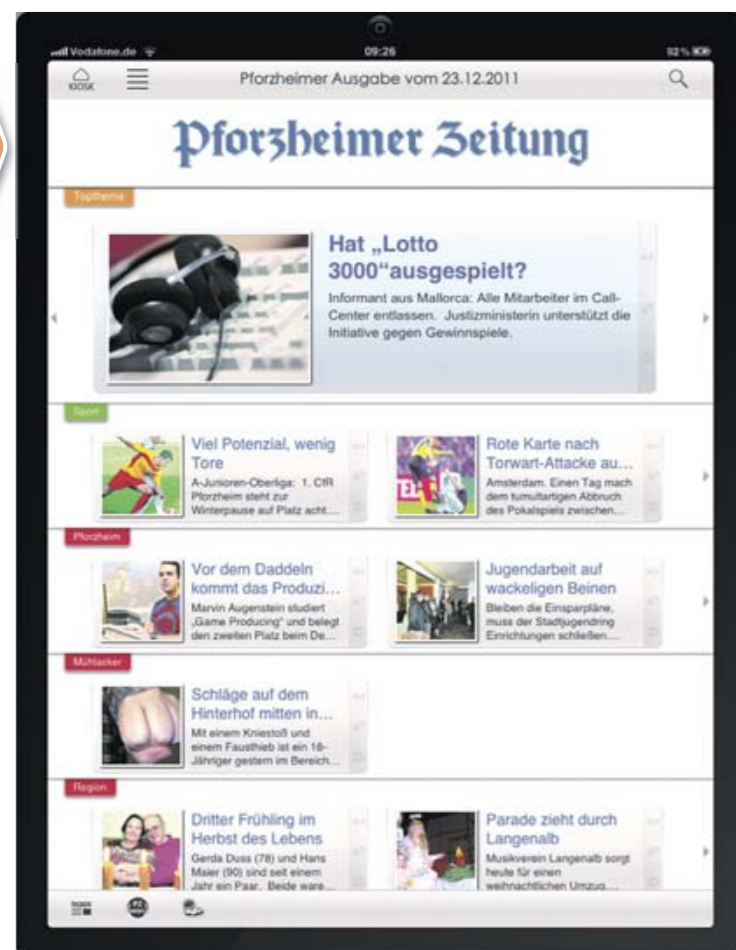 Vodafone.de
09:26
92%
KIOSK
Pforzheimer Ausgabe vom 23.12.2011
Pforzheimer Zeitung
Topthema
Hat „Lotto
3000“ausgespielt?
Informant aus Mallorca: Alle Mitarbeiter im Call-
Center entlassen. Justizministerin unterstützt die
Initiative gegen Gewinnspiele.
Sport
Viel Potenzial, wenig
Tore
A-Junioren-Oberliga: 1. CfR
Pforzheim steht zur
Winterpause auf Platz acht....
Rote Karte nach
Torwart-Attacke au...
Amsterdam. Einen Tag mach
dem tumultartigen Abbruch
des Pokalspiels zwischen...
Pforzheim
Vor dem Daddeln
kommt das Produzi...
Marvin Augenstein studiert
„Game Producing“ und belegt
den zweiten Platz beim De...
Jugendarbeit auf
wackeligen Beinen
Bleiben die Einsparpläne,
muss der Stadtjugendring
Einrichtungen schließen....
Mühlacker
Schläge auf dem
Hinterhof mitten in...
Mit einem Kniestoß und
einem Fausthieb ist ein 16-
Jähriger gestern im Bereich...
Region
Dritter Frühling im
Herbst des Lebens
Gerda Duss (78) und Hans
Maier (90) sind seit einem
Jahr ein Paar. Beide ware...
Parade zieht durch
Langenalb
Musikverein Langenalb sorgt
heute für einen
weihnachtlichen Umzug....